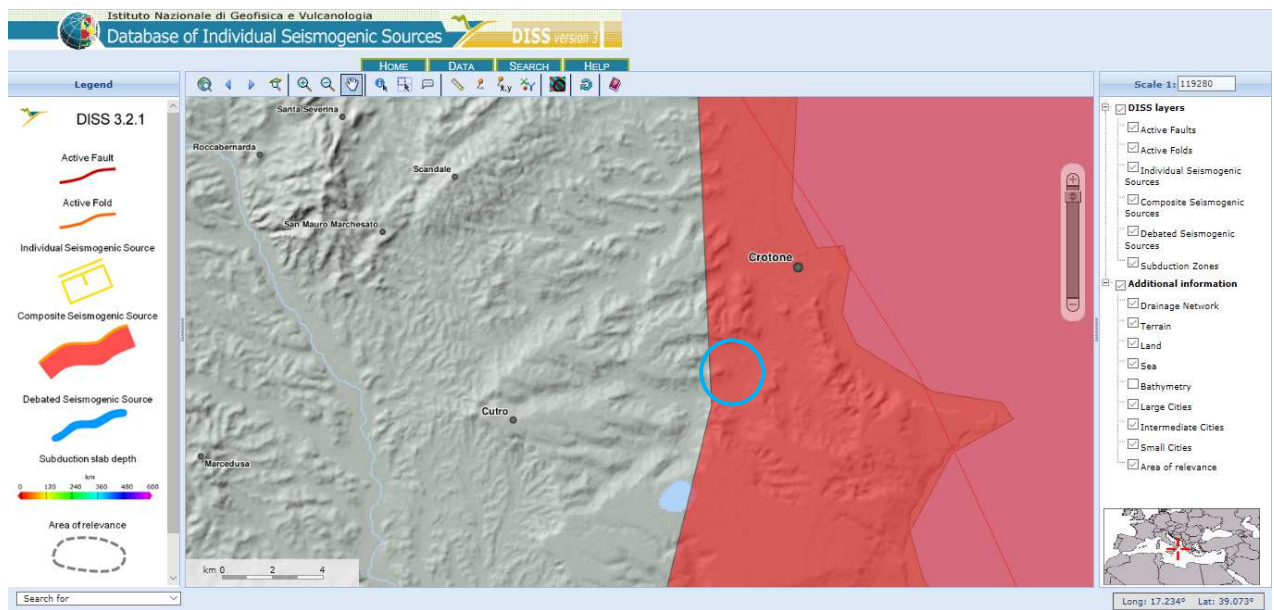 Istituto Nazionale di Geofisica e Vulcanologia
Database of Individual Seismogenic Sources
DISS version 3
HOME DATA SEARCH HELP
Legend
DISS 3.2.1
Active Fault
Active Fold
Individual Seismogenic Source
Composite Seismogenic Source
Debated Seismogenic Source
Subduction slab depth
km
0 120 240 360 480 600
Area of relevance
Search for
x,y
XY
Santa Severina
Roccabernarda
Scandale
San Mauro Marchesato
Crotone
Cutro
Marcedusa
km 0 2 4
Scale 1: 119280
DISS layers
Active Faults
Active Folds
Individual Seismogenic
Sources
Composite Seismogenic
Sources
Debated Seismogenic
Sources
Subduction Zones
Additional information
Drainage Network
Terrain
Land
Sea
Bathymetry
Large Cities
Intermediate Cities
Small Cities
Area of relevance
Long: 17.234° Lat: 39.073°